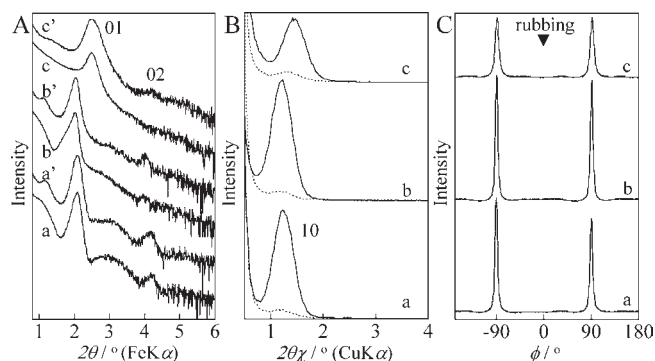 A
B
C
c'
01
c
02
b'
b
a'
a
c
b
10
a
rubbing
c
b
a
Intensity
Intensity
Intensity
1 2 3 4 5 6
1 2 3 4
-90 0 90 180
2θ / ° (FeKα)
2θχ / ° (CuKα)
ϕ / °